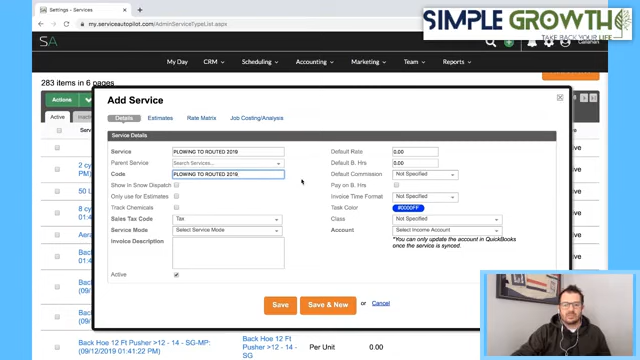 Settings - Services
my.serviceautopilot.com/AdminServiceTypeList.aspx
SIMPLE GROWTH
TAKE BACK YOUR LIFE
SA
My Day CRM Scheduling Accounting Marketing Team Reports
283 items in 6 pages
Actions
Active
Add Service
Details Estimates Rate Matrix Job Costing/Analysis
Service Details
Service PLOWING TO ROUTED 2019 Default Rate 0.00
Parent Service Search Services... Default B. Hrs 0.00
Code PLOWING TO ROUTED 2019 Default Commission Not Specified
Show in Snow Dispatch Pay on B. Hrs
Only use for Estimates Invoice Time Format Not Specified
Track Chemicals Task Color #0000FF
Sales Tax Code Tax Class Not Specified
Service Mode Select Service Mode Account Select Income Account
Invoice Description *You can only update the account in QuickBooks
once the service is synced.
Active
Save Save & New or Cancel
Back Hoe 12 Ft Pusher >12 - 14 - SG-MP: Back Hoe 12 Ft
(09/12/2019 01:41:22 PM) Pusher >12 - 14 - Per Unit 0.00
SG